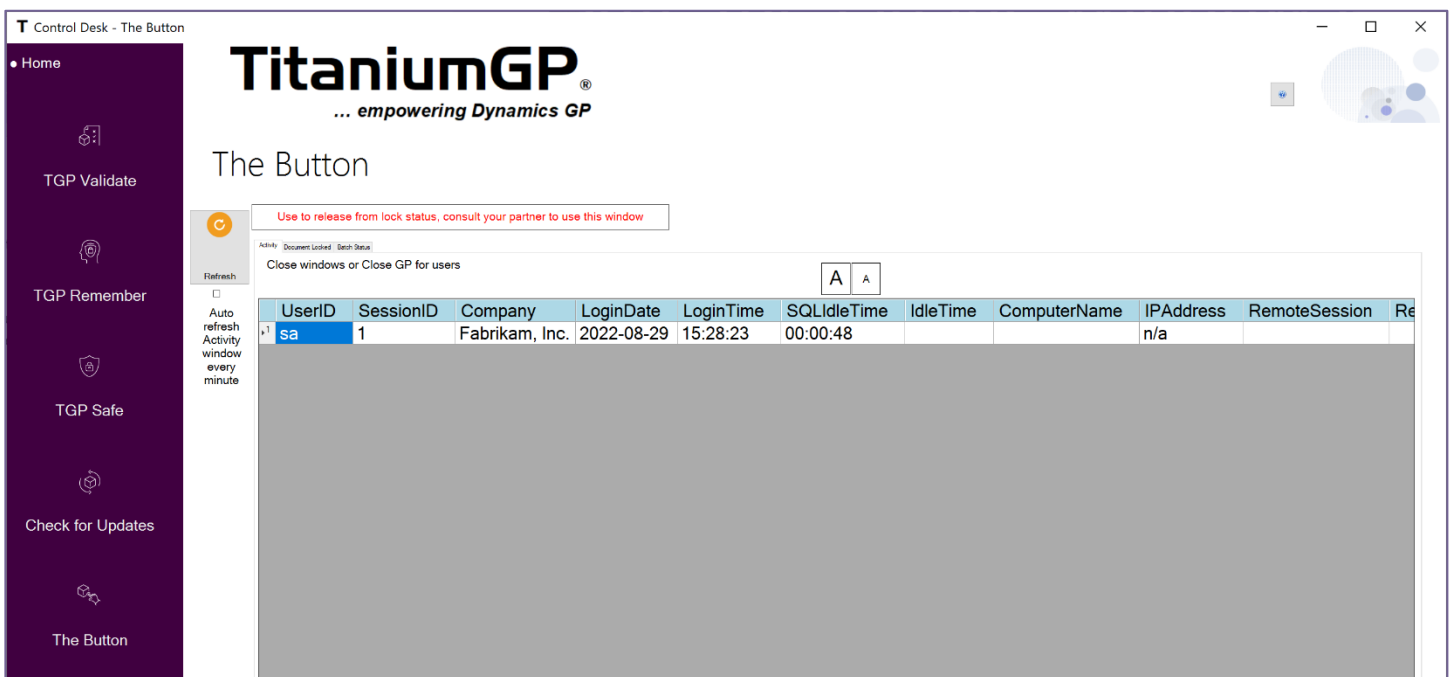 T Control Desk - The Button
• Home
TitaniumGP®
... empowering Dynamics GP
TGP Validate
The Button
Use to release from lock status, consult your partner to use this window
Activity Document Locked Batch Status
Close windows or Close GP for users
A A
Refresh
TGP Remember
Auto
refresh
Activity
window
every
minute
UserID SessionID Company LoginDate LoginTime SQLIdleTime IdleTime ComputerName IPAddress RemoteSession Re
1 sa 1 Fabrikam, Inc. 2022-08-29 15:28:23 00:00:48 n/a
TGP Safe
Check for Updates
The Button